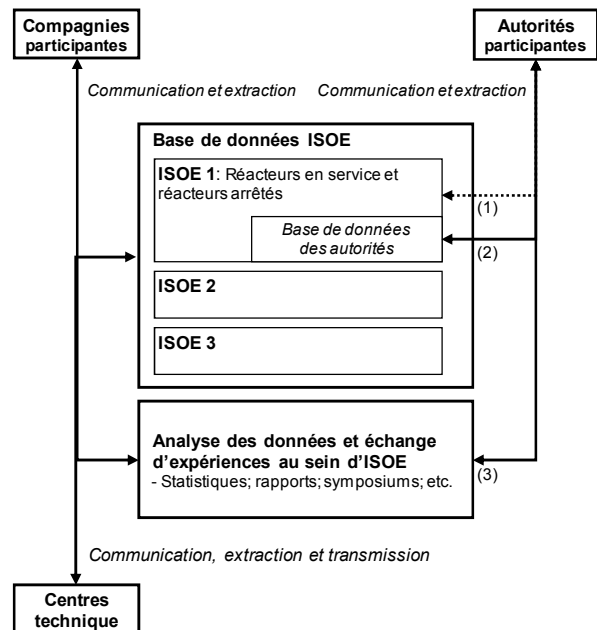 Compagnies
participantes
Autorités
participantes
Communication et extraction
Communication et extraction
Base de données ISOE
ISOE 1: Réacteurs en service et
réacteurs arrêtés
(1)
Base de données
des autorités
(2)
ISOE 2
ISOE 3
Analyse des données et échange
d'expériences au sein d'ISOE
- Statistiques; rapports; symposiums; etc.
(3)
Communication, extraction et transmission
Centres
technique